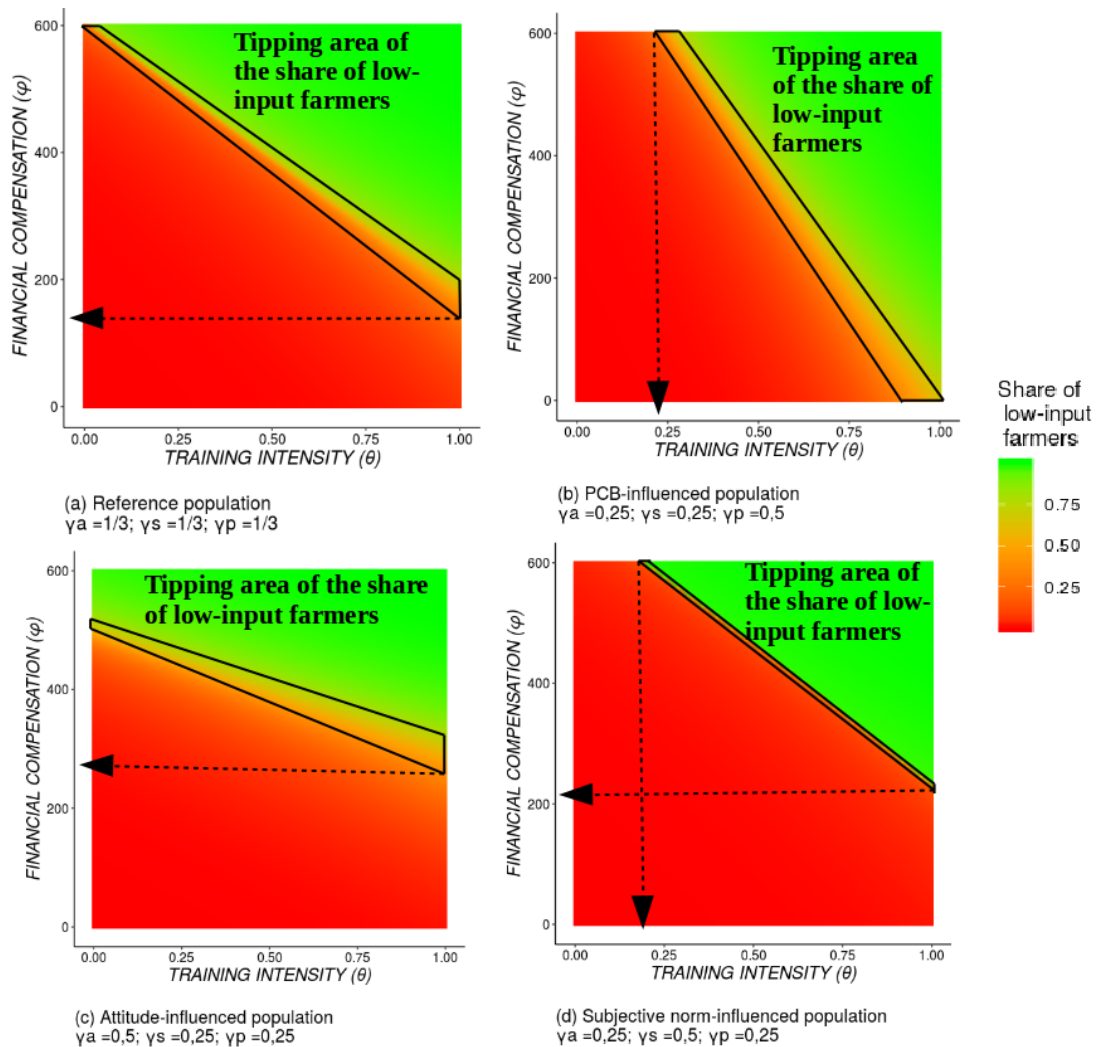 Tipping area of
the share of low-
input farmers
FINANCIAL COMPENSATION (φ)
600
400
200
0
0.00 0.25 0.50 0.75 1.00
TRAINING INTENSITY (θ)
(a) Reference population
γa =1/3; γs =1/3; γp =1/3
Tipping area
of the share of
low-input
farmers
FINANCIAL COMPENSATION (φ)
600
400
200
0
0.00 0.25 0.50 0.75 1.00
TRAINING INTENSITY (θ)
(b) PCB-influenced population
γa =0,25; γs =0,25; γp =0,5
Share of
low-input
farmers
0.75
0.50
0.25
Tipping area of the share
of low-input farmers
FINANCIAL COMPENSATION (φ)
600
400
200
0
0.00 0.25 0.50 0.75 1.00
TRAINING INTENSITY (θ)
(c) Attitude-influenced population
γa =0,5; γs =0,25; γp =0,25
Tipping area of
the share of low-
input farmers
FINANCIAL COMPENSATION (φ)
600
400
200
0
0.00 0.25 0.50 0.75 1.00
TRAINING INTENSITY (θ)
(d) Subjective norm-influenced population
γa =0,25; γs =0,5; γp =0,25